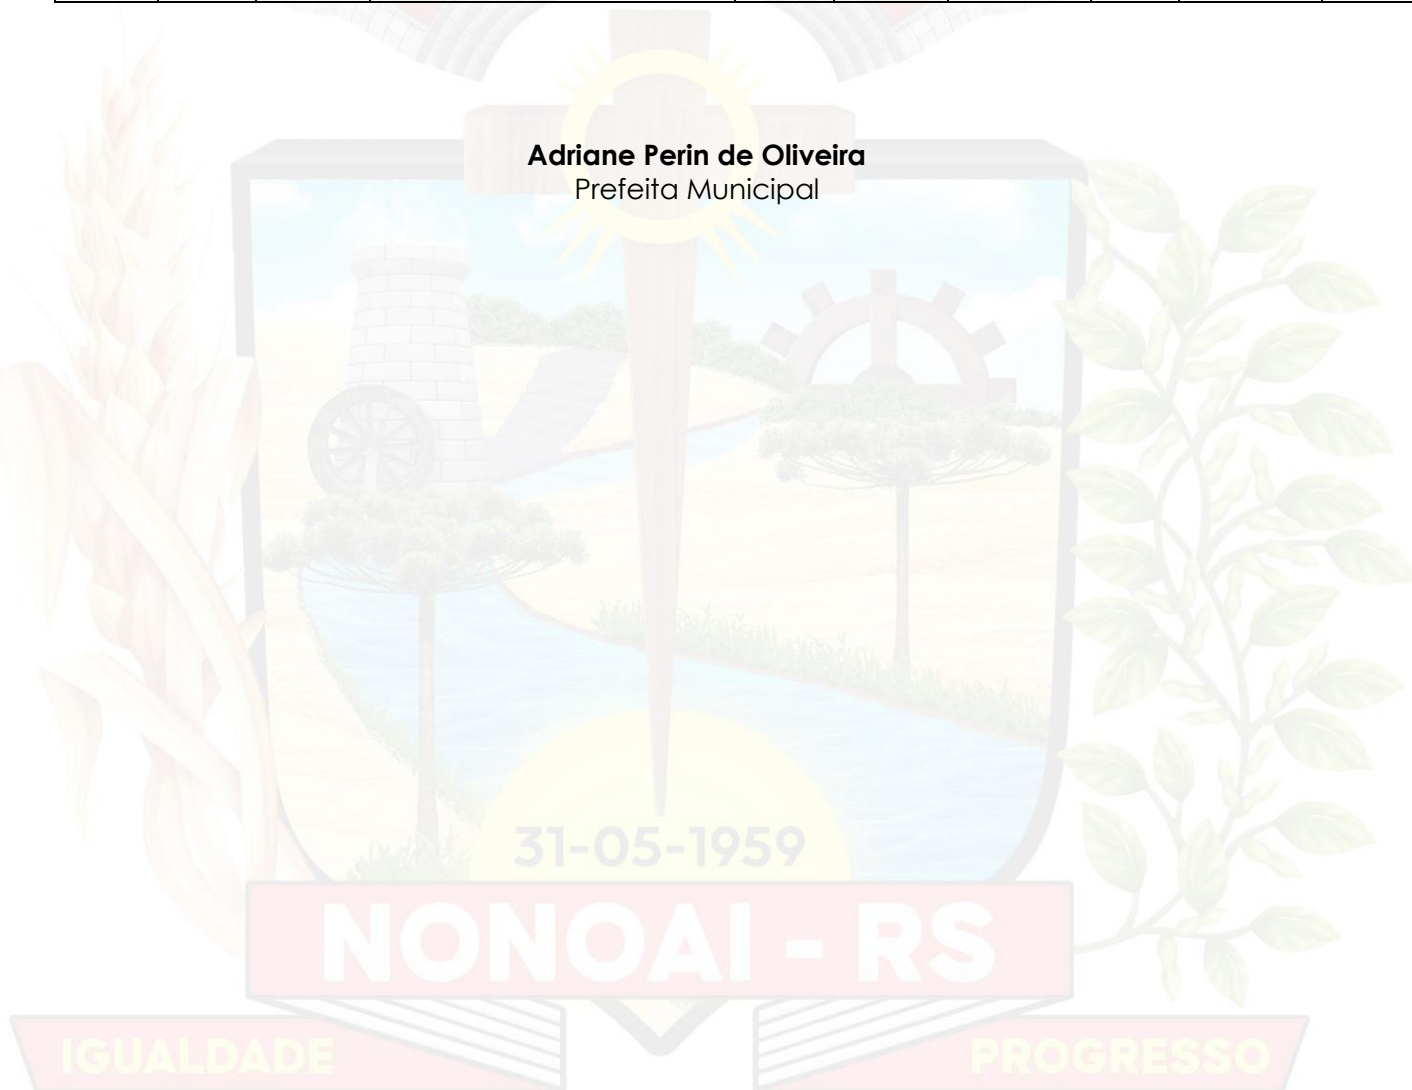 Adriane Perin de Oliveira
Prefeita Municipal
31-05-1959
NONOAI - RS
IGUALDADE
PROGRESSO